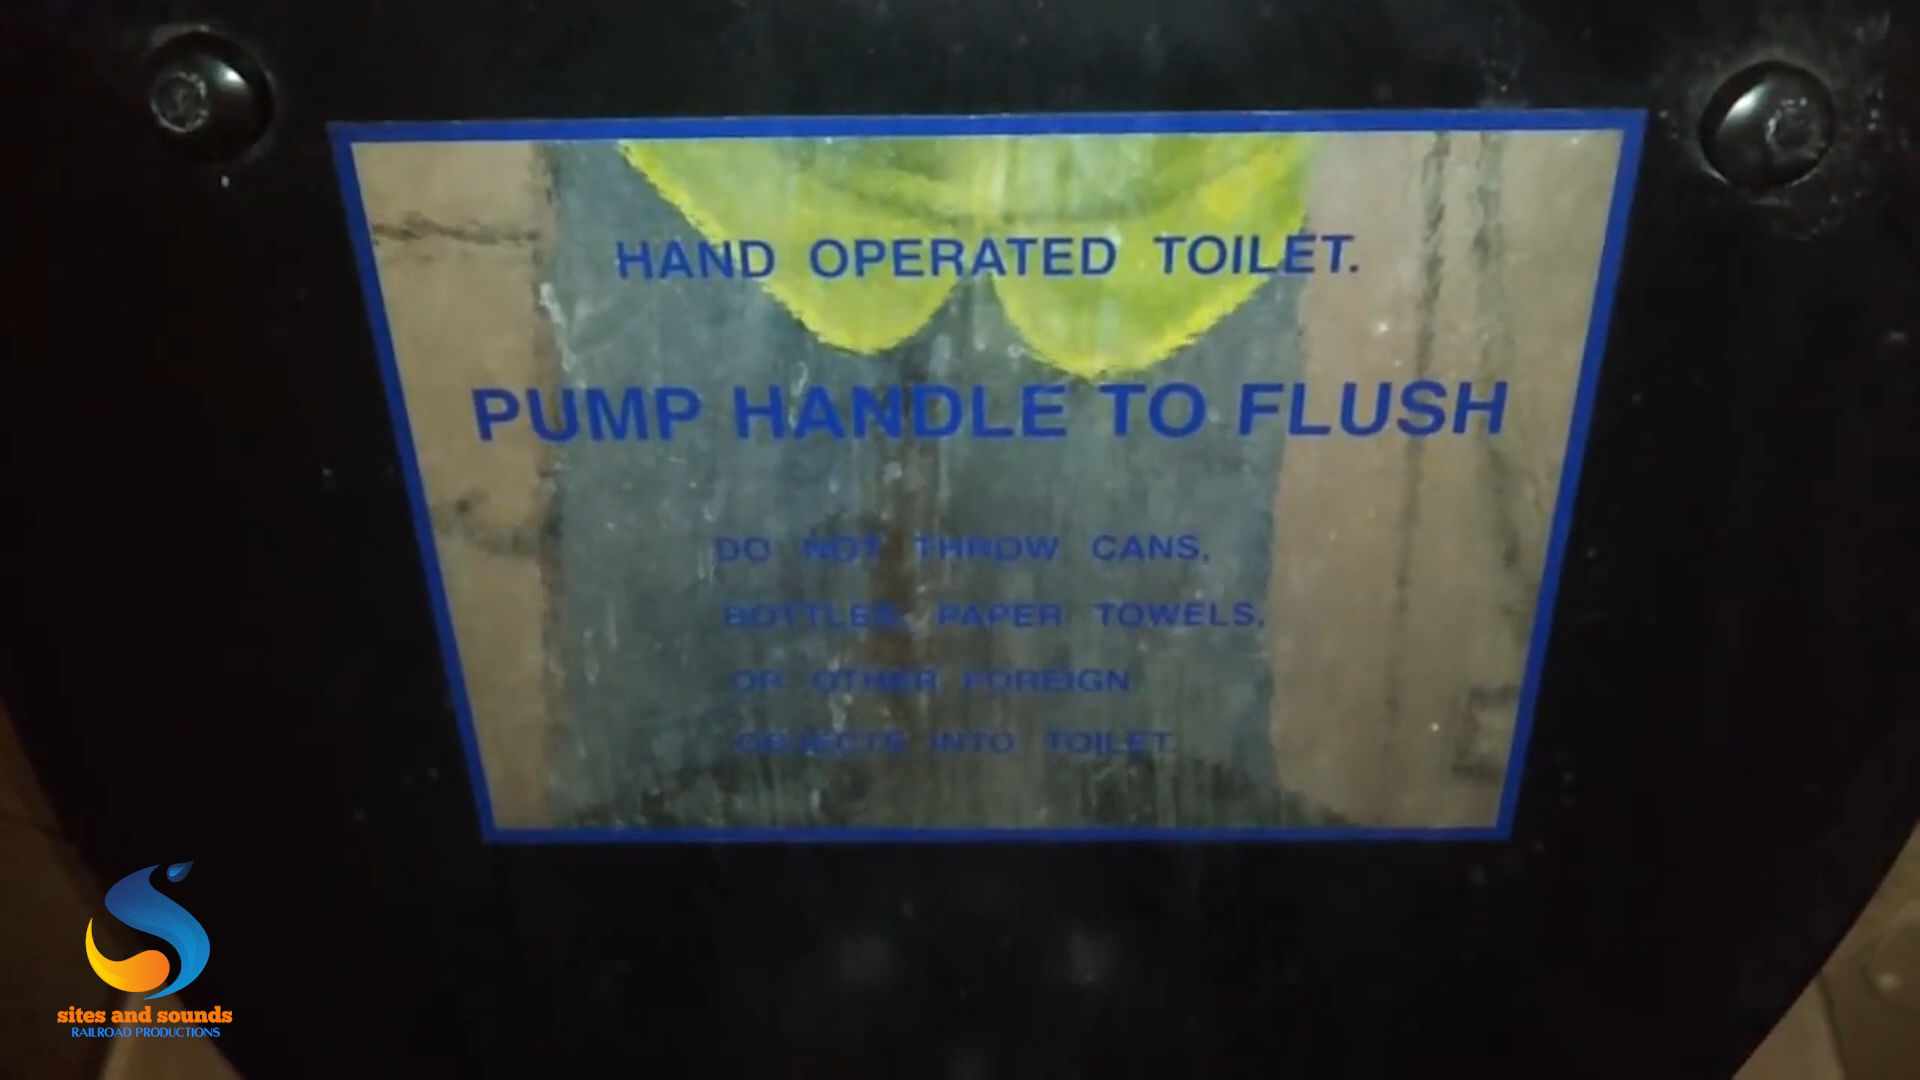 HAND OPERATED TOILET.
PUMP HANDLE TO FLUSH
DO NOT THROW CANS,
BOTTLES, PAPER TOWELS,
OR OTHER FOREIGN
OBJECTS INTO TOILET.
sites and sounds
RAILROAD PRODUCTIONS